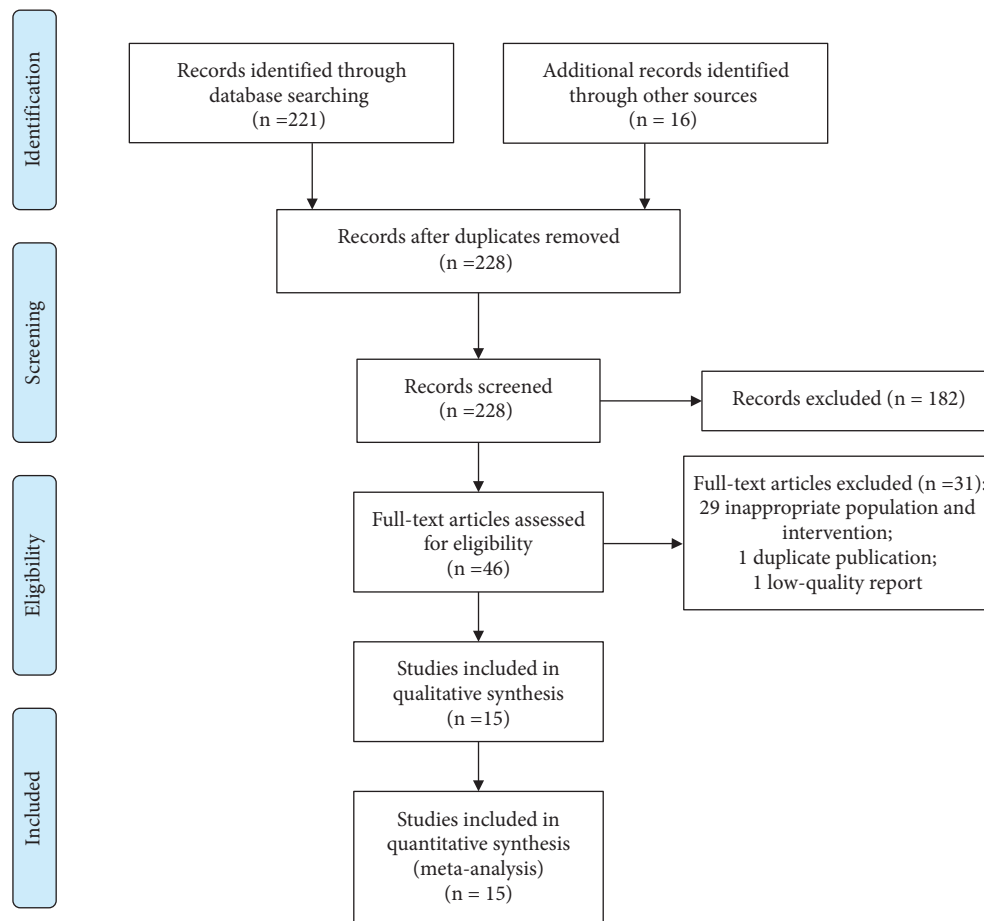 Identification
Records identified through
database searching
(n =221)
Additional records identified
through other sources
(n = 16)
Records after duplicates removed
(n =228)
Screening
Records screened
(n =228)
Records excluded (n = 182)
Eligibility
Full-text articles assessed
for eligibility
(n =46)
Full-text articles excluded (n =31):
29 inappropriate population and
intervention;
1 duplicate publication;
1 low-quality report
Studies included in
qualitative synthesis
(n =15)
Included
Studies included in
quantitative synthesis
(meta-analysis)
(n = 15)